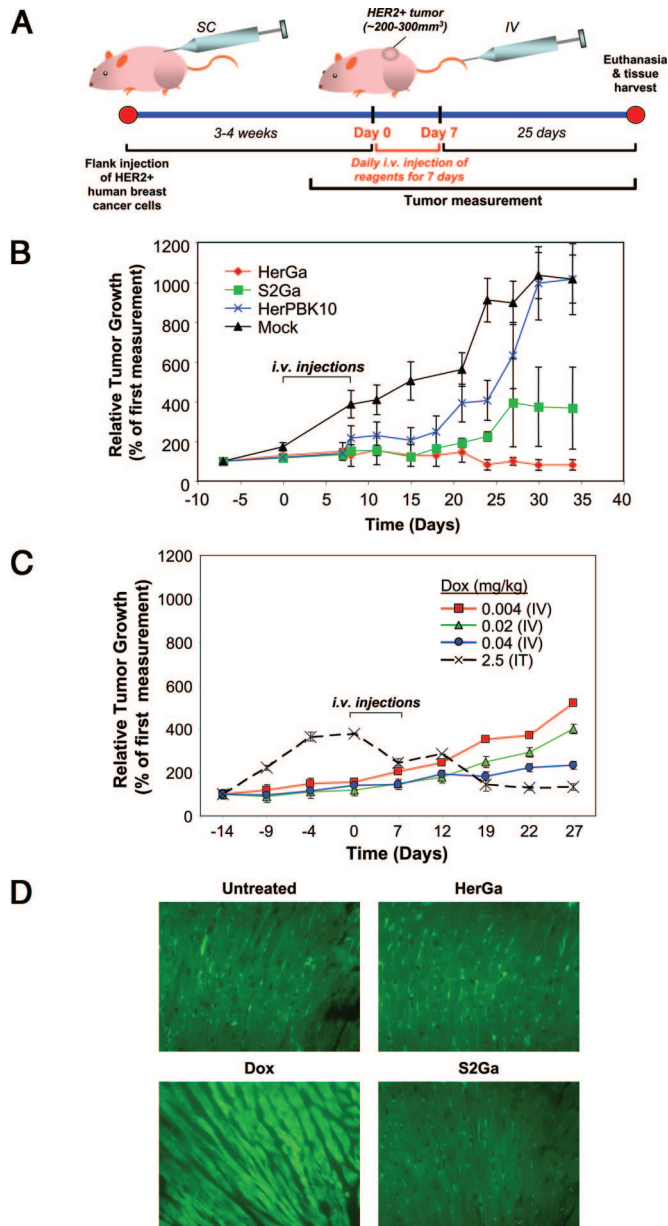 A
SC
HER2+ tumor
(~200-300mm³)
IV
Euthanasia
& tissue
harvest
3-4 weeks
Day 0
Day 7
25 days
Flank injection
of HER2+
human breast
cancer cells
Daily i.v. injection of
reagents for 7 days
Tumor measurement
B
Relative Tumor Growth
(% of first measurement)
1200
1000
800
600
400
200
0
HerGa
S2Ga
HerPBK10
Mock
i.v. injections
-10 -5 0 5 10 15 20 25 30 35 40
Time (Days)
C
Relative Tumor Growth
(% of first measurement)
1200
1000
800
600
400
200
0
Dox (mg/kg)
0.004 (IV)
0.02 (IV)
0.04 (IV)
2.5 (IT)
i.v. injections
-14 -9 -4 0 7 12 19 22 27
Time (Days)
D
Untreated
HerGa
Dox
S2Ga